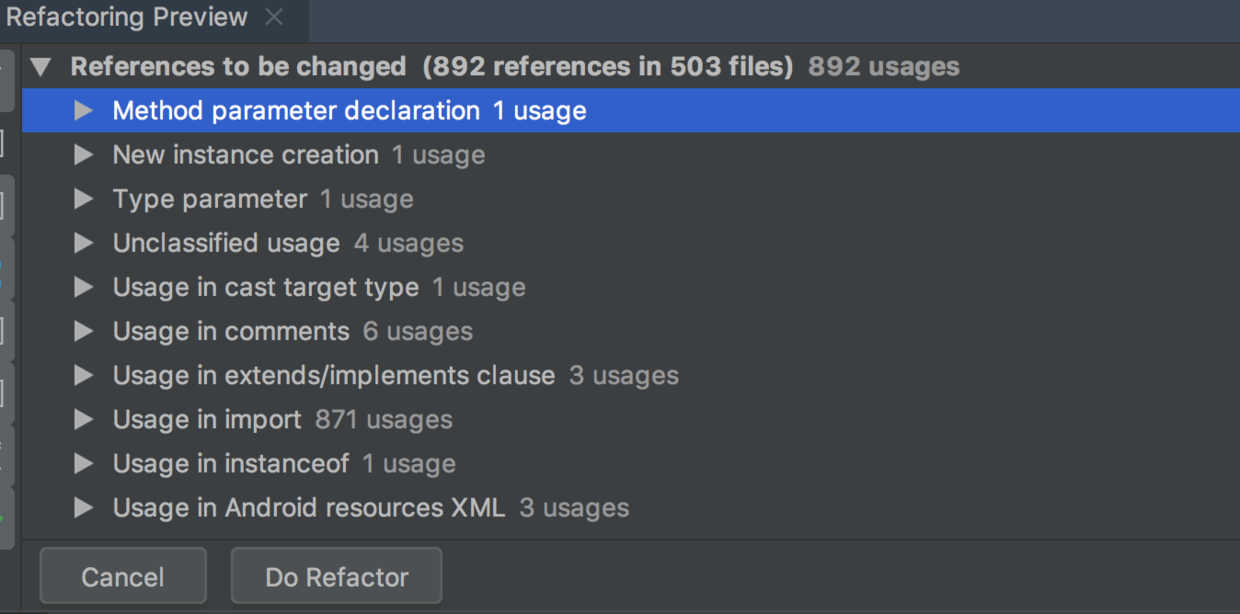 Refactoring Preview
References to be changed (892 references in 503 files) 892 usages
Method parameter declaration 1 usage
New instance creation 1 usage
Type parameter 1 usage
Unclassified usage 4 usages
Usage in cast target type 1 usage
Usage in comments 6 usages
Usage in extends/implements clause 3 usages
Usage in import 871 usages
Usage in instanceof 1 usage
Usage in Android resources XML 3 usages
Cancel Do Refactor